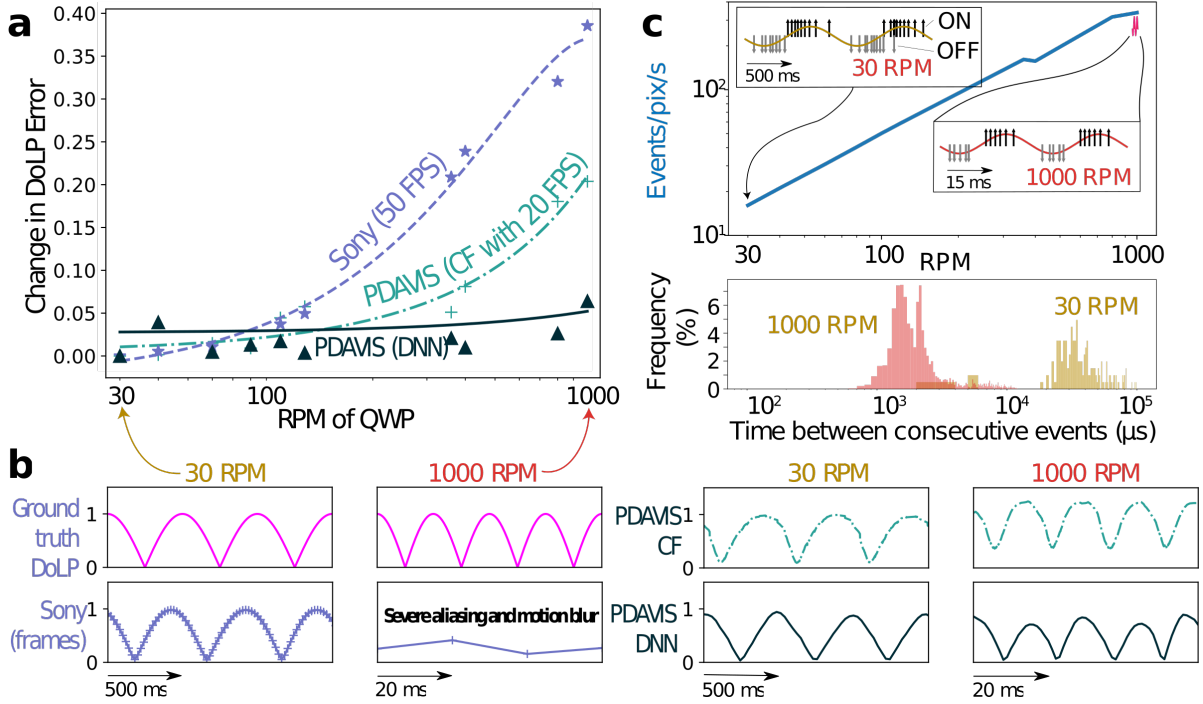 a
0.40
0.35
0.30
0.25
0.20
0.15
0.10
0.05
0.00
Change in DoLP Error
Sony (50 FPS)
PDAVIS (CF with 20 FPS)
PDAVIS (DNN)
30
100
1000
RPM of QWP
c
Events/pix/s
10²
10¹
ON
OFF
30 RPM
500 ms
15 ms
1000 RPM
30
100
1000
RPM
Frequency
(%)
6
4
2
0
1000 RPM
30 RPM
10²
10³
10⁴
10⁵
Time between consecutive events (µs)
b
30 RPM
1000 RPM
30 RPM
1000 RPM
Ground
truth
DoLP
1
0
PDAVIS
CF
1
0
Sony
(frames)
1
0
Severe aliasing and motion blur
PDAVIS
DNN
1
0
500 ms
20 ms
500 ms
20 ms